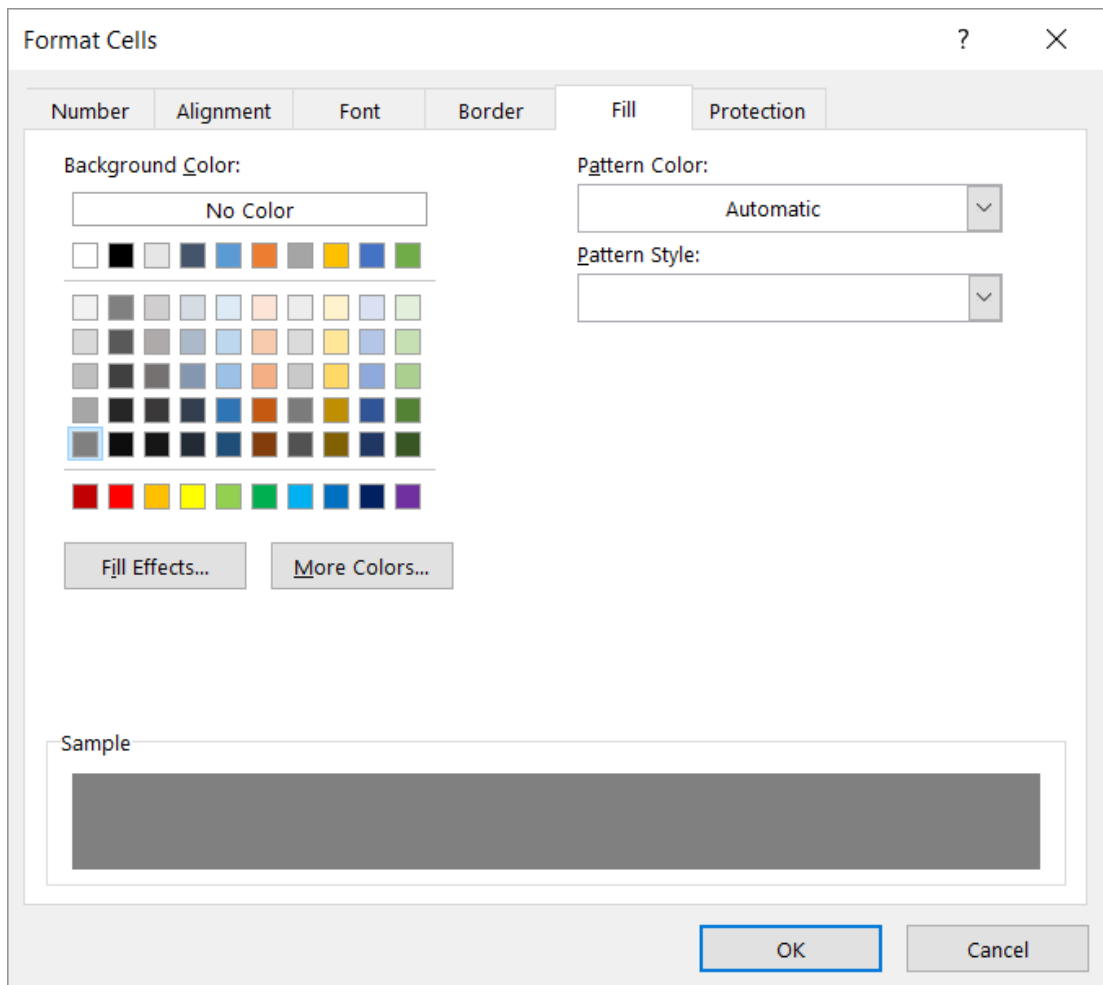 Format Cells ?
Number Alignment Font Border Fill Protection
Background Color: Pattern Color:
No Color Automatic
Pattern Style:
Fill Effects... More Colors...
Sample
OK Cancel